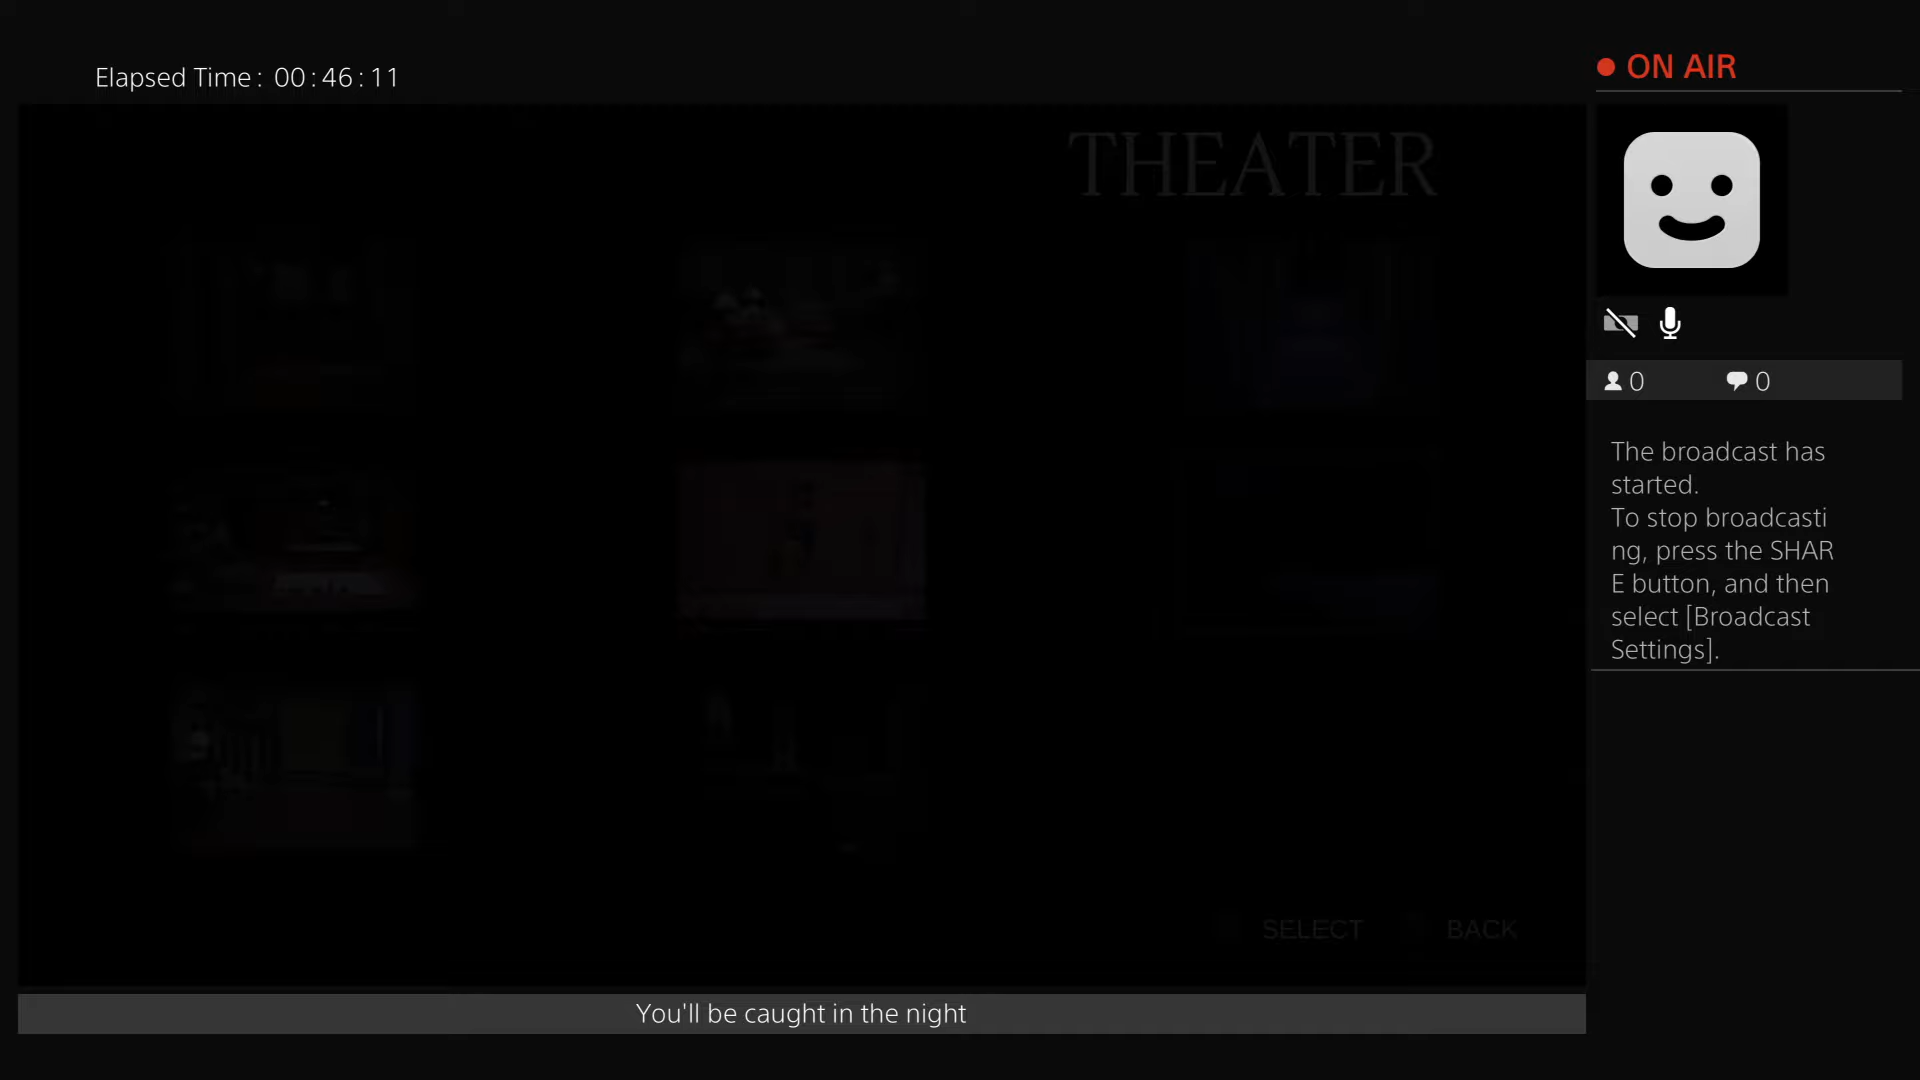 Elapsed Time: 00:46:11
ON AIR
THEATER
0 0
The broadcast has
started.
To stop broadcasti
ng, press the SHAR
E button, and then
select [Broadcast
Settings].
SELECT BACK
You'll be caught in the night